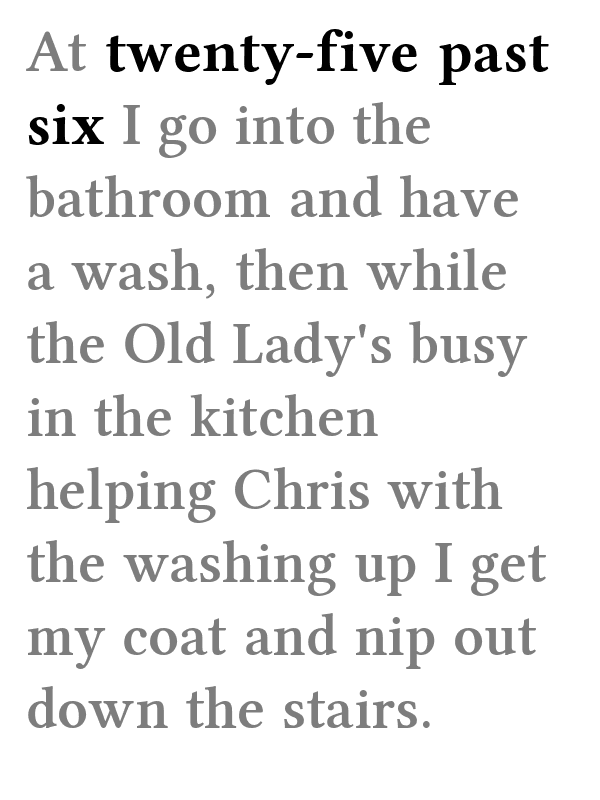 At twenty-five past
six I go into the
bathroom and have
a wash, then while
the Old Lady's busy
in the kitchen
helping Chris with
the washing up I get
my coat and nip out
down the stairs.